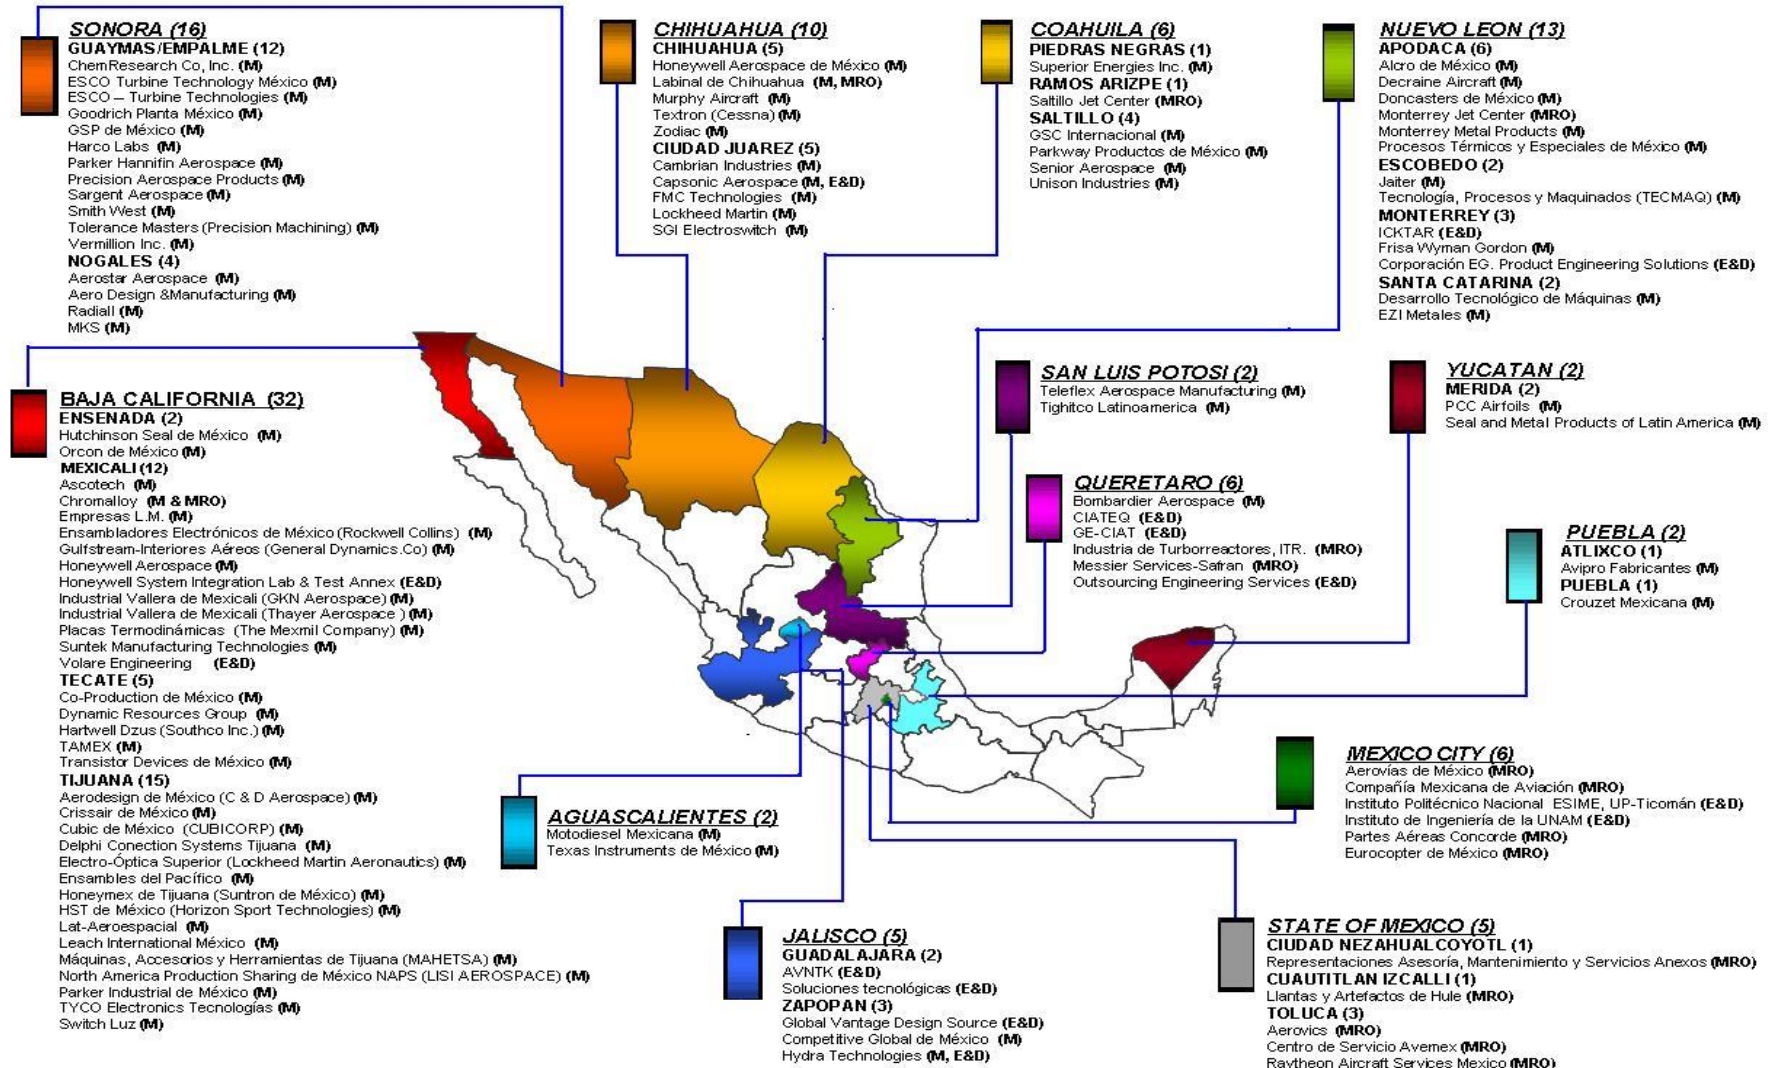 SONORA (16)
GUAYMAS/EMPALME (12)
ChemResearch Co, Inc. (M)
ESCO Turbine Technology México (M)
ESCO – Turbine Technologies (M)
Goodrich Planta México (M)
GSP de México (M)
Harco Labs (M)
Parker Hannifin Aerospace (M)
Precision Aerospace Products (M)
Sargent Aerospace (M)
Smith West (M)
Tolerance Masters (Precision Machining) (M)
Vermillion Inc. (M)
NOGALES (4)
Aerostar Aerospace (M)
Aero Design &Manufacturing (M)
Radiall (M)
MKS (M)
CHIHUAHUA (10)
CHIHUAHUA (5)
Honeywell Aerospace de México (M)
Labinal de Chihuahua (M, MRO)
Murphy Aircraft (M)
Textron (Cessna) (M)
Zodiac (M)
CIUDAD JUAREZ (5)
Cambrian Industries (M)
Capsonic Aerospace (M, E&D)
FMC Technologies (M)
Lockheed Martin (M)
SGI Electroswitch (M)
COAHUILA (6)
PIEDRAS NEGRAS (1)
Superior Energies Inc. (M)
RAMOS ARIZPE (1)
Saltillo Jet Center (MRO)
SALTILLO (4)
GSC Internacional (M)
Parkway Productos de México (M)
Senior Aerospace (M)
Unison Industries (M)
NUEVO LEON (13)
APODACA (6)
Alcro de México (M)
Decraine Aircraft (M)
Doncasters de México (M)
Monterrey Jet Center (MRO)
Monterrey Metal Products (M)
Procesos Térmicos y Especiales de México (M)
ESCOBEDO (2)
Jaiter (M)
Tecnología, Procesos y Maquinados (TECMAQ) (M)
MONTERREY (3)
ICKTAR (E&D)
Frisa Wyman Gordon (M)
Corporación EG. Product Engineering Solutions (E&D)
SANTA CATARINA (2)
Desarrollo Tecnológico de Máquinas (M)
EZI Metales (M)
BAJA CALIFORNIA (32)
ENSENADA (2)
Hutchinson Seal de México (M)
Orcon de México (M)
MEXICALI (12)
Ascotech (M)
Chromalloy (M & MRO)
Empresas L.M. (M)
Ensambladores Electrónicos de México (Rockwell Collins) (M)
Gulfstream-Interiores Aéreos (General Dynamics.Co) (M)
Honeywell Aerospace (M)
Honeywell System Integration Lab & Test Annex (E&D)
Industrial Vallera de Mexicali (GKN Aerospace) (M)
Industrial Vallera de Mexicali (Thayer Aerospace ) (M)
Placas Termodinámicas (The Mexmil Company) (M)
Suntek Manufacturing Technologies (M)
Volare Engineering (E&D)
TECATE (5)
Co-Production de México (M)
Dynamic Resources Group (M)
Hartwell Dzus (Southco Inc.) (M)
TAMEX (M)
Transistor Devices de México (M)
TIJUANA (15)
Aerodesign de México (C & D Aerospace) (M)
Crissair de México (M)
Cubic de México (CUBICORP) (M)
Delphi Conection Systems Tijuana (M)
Electro-Óptica Superior (Lockheed Martin Aeronautics) (M)
Ensambles del Pacífico (M)
Honeymex de Tijuana (Suntron de México) (M)
HST de México (Horizon Sport Technologies) (M)
Lat-Aeroespacial (M)
Leach International México (M)
Máquinas, Accesorios y Herramientas de Tijuana (MAHETSA) (M)
North America Production Sharing de México NAPS (LISI AEROSPACE) (M)
Parker Industrial de México (M)
TYCO Electronics Tecnologías (M)
Switch Luz (M)
SAN LUIS POTOSI (2)
Teleflex Aerospace Manufacturing (M)
Tighitco Latinoamerica (M)
YUCATAN (2)
MERIDA (2)
PCC Airfoils (M)
Seal and Metal Products of Latin America (M)
QUERETARO (6)
Bombardier Aerospace (M)
CIATEQ (E&D)
GE-CIAT (E&D)
Industria de Turborreactores, ITR. (MRO)
Messier Services-Safran (MRO)
Outsourcing Engineering Services (E&D)
PUEBLA (2)
ATLIXCO (1)
Avipro Fabricantes (M)
PUEBLA (1)
Crouzet Mexicana (M)
MEXICO CITY (6)
Aerovías de México (MRO)
Compañía Mexicana de Aviación (MRO)
Instituto Politécnico Nacional ESIME, UP-Ticomán (E&D)
Instituto de Ingeniería de la UNAM (E&D)
Partes Aéreas Concorde (MRO)
Eurocopter de México (MRO)
AGUASCALIENTES (2)
Motodiesel Mexicana (M)
Texas Instruments de México (M)
JALISCO (5)
GUADALAJARA (2)
AVNTK (E&D)
Soluciones tecnológicas (E&D)
ZAPOPAN (3)
Global Vantage Design Source (E&D)
Competitive Global de México (M)
Hydra Technologies (M, E&D)
STATE OF MEXICO (5)
CIUDAD NEZAHUALCOYOTL (1)
Representaciones Asesoría, Mantenimiento y Servicios Anexos (MRO)
CUAUTITLAN IZCALLI (1)
Llantas y Artefactos de Hule (MRO)
TOLUCA (3)
Aerovics (MRO)
Centro de Servicio Avemex (MRO)
Raytheon Aircraft Services Mexico (MRO)